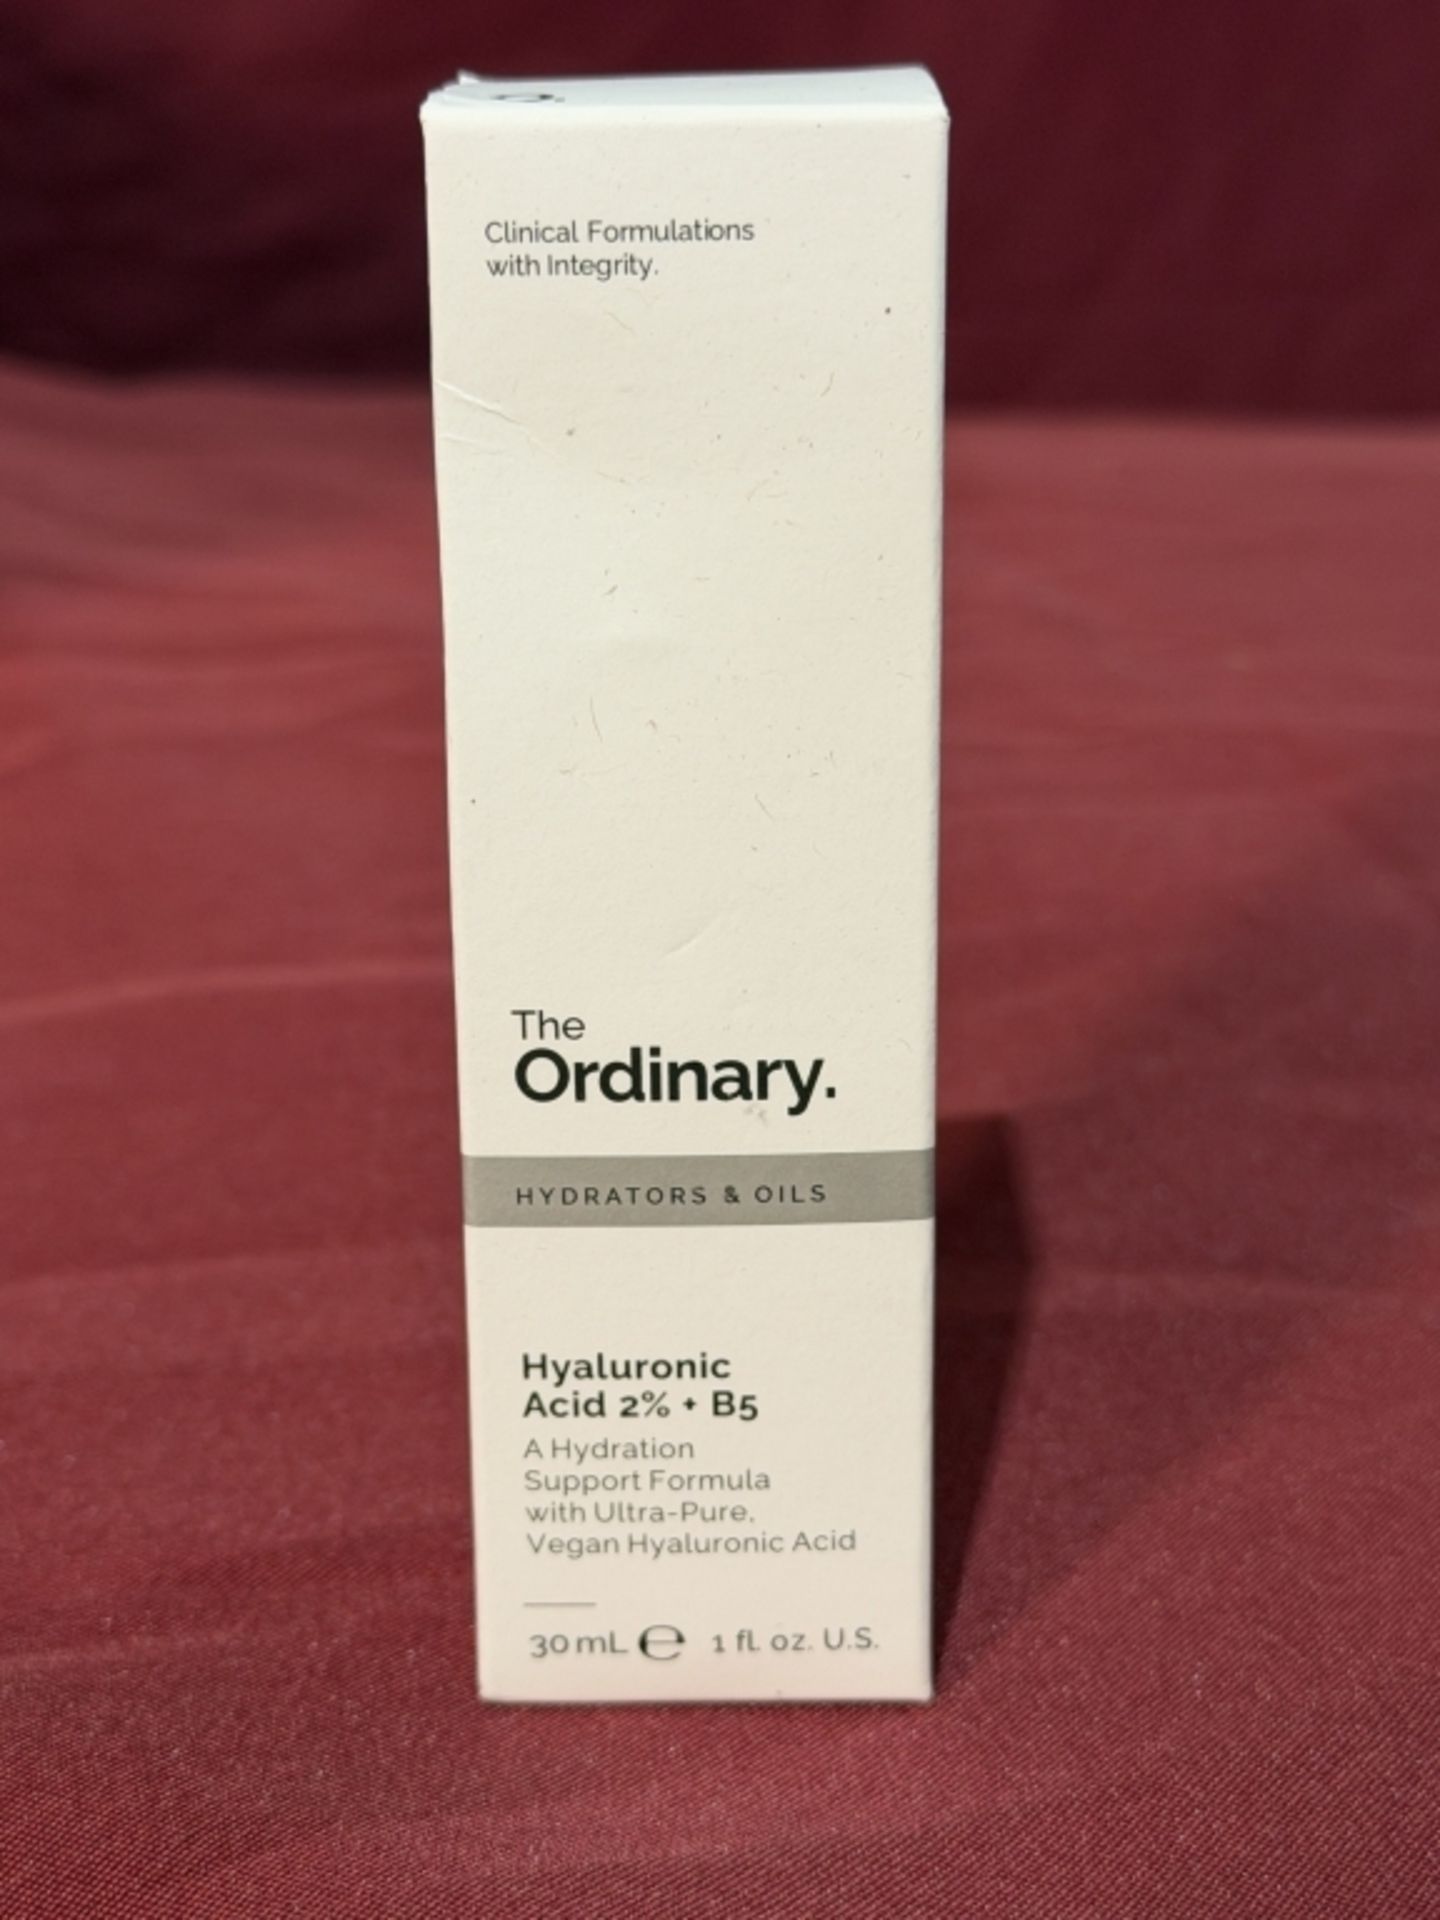 Clinical Formulations
with Integrity.
The
Ordinary.
HYDRATORS & OILS
Hyaluronic
Acid 2% + B5
A Hydration
Support Formula
with Ultra-Pure,
Vegan Hyaluronic Acid
30 mL ℮ 1 fl. oz. U.S.